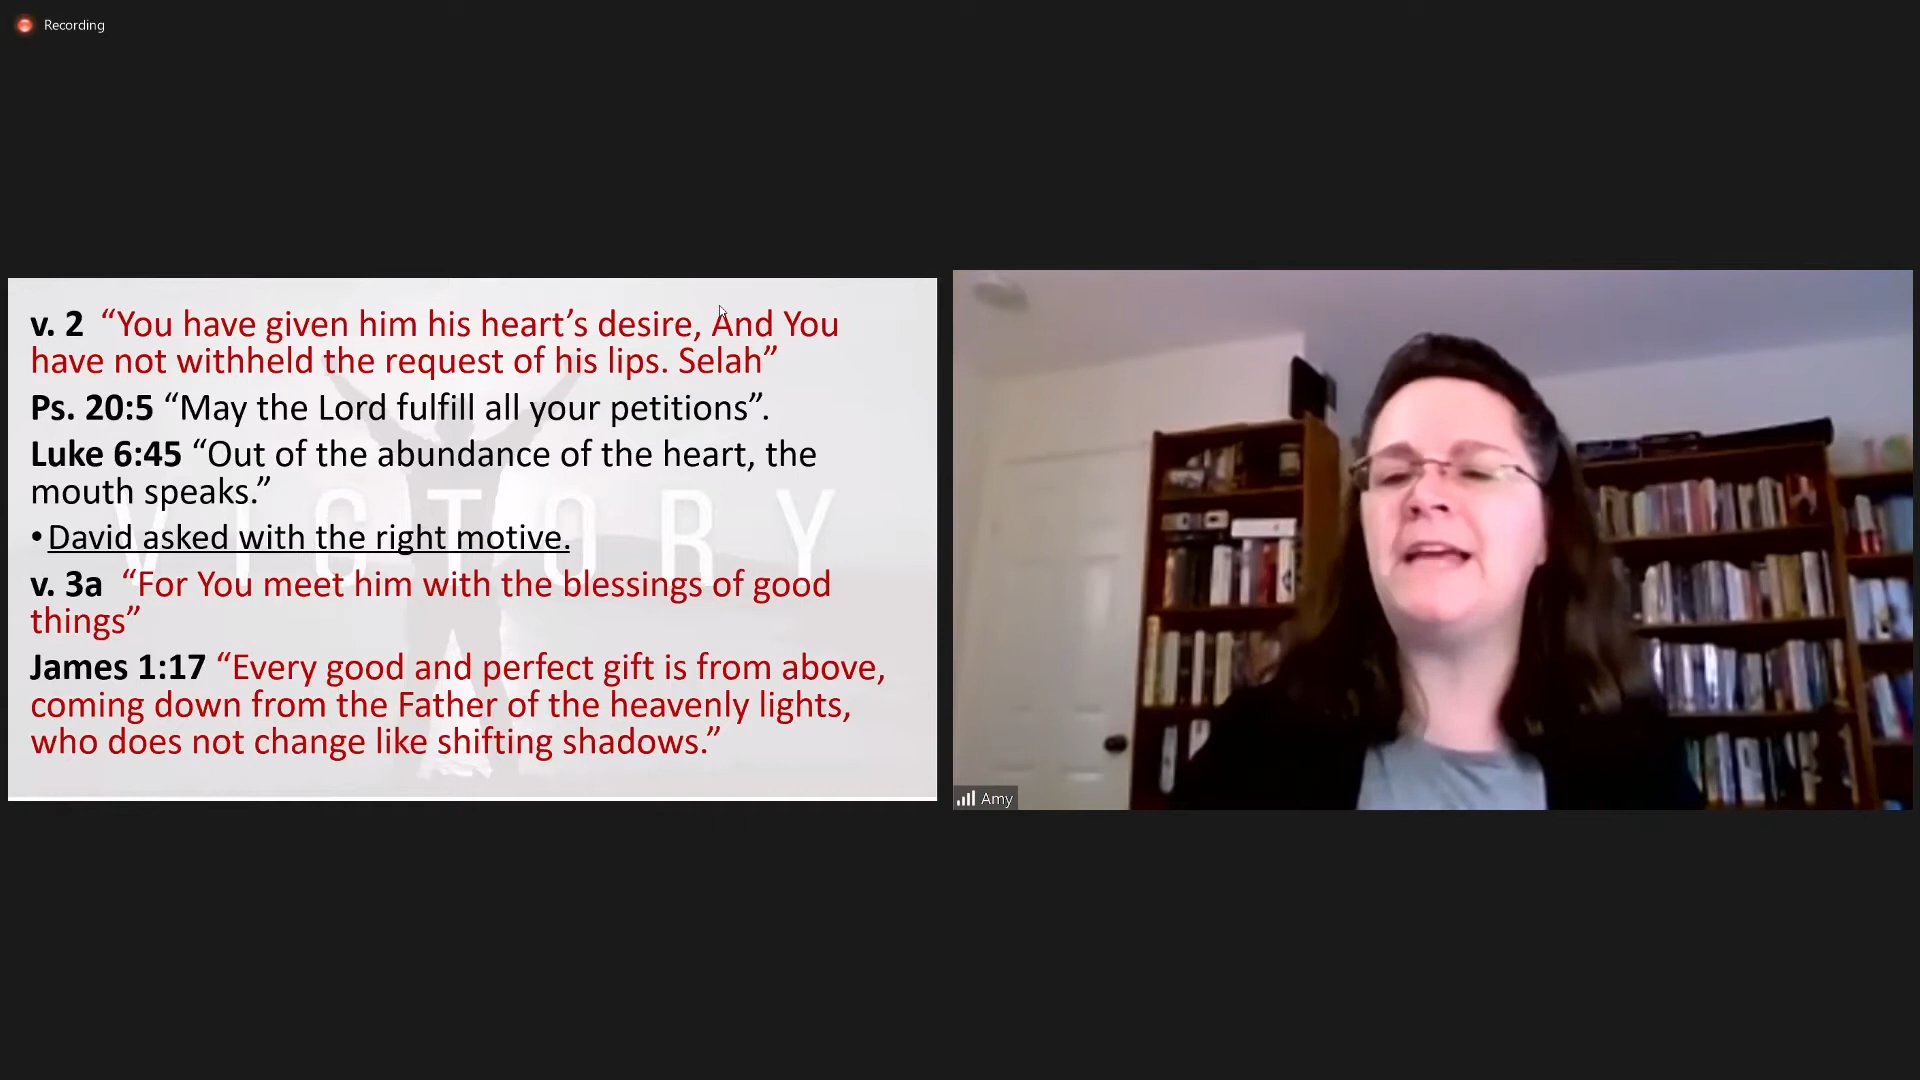 Recording
v. 2 “You have given him his heart’s desire, And You
have not withheld the request of his lips. Selah”
Ps. 20:5 “May the Lord fulfill all your petitions”.
Luke 6:45 “Out of the abundance of the heart, the
mouth speaks.”
• David asked with the right motive.
v. 3a “For You meet him with the blessings of good
things”
James 1:17 “Every good and perfect gift is from above,
coming down from the Father of the heavenly lights,
who does not change like shifting shadows.”
VICTORY
Amy